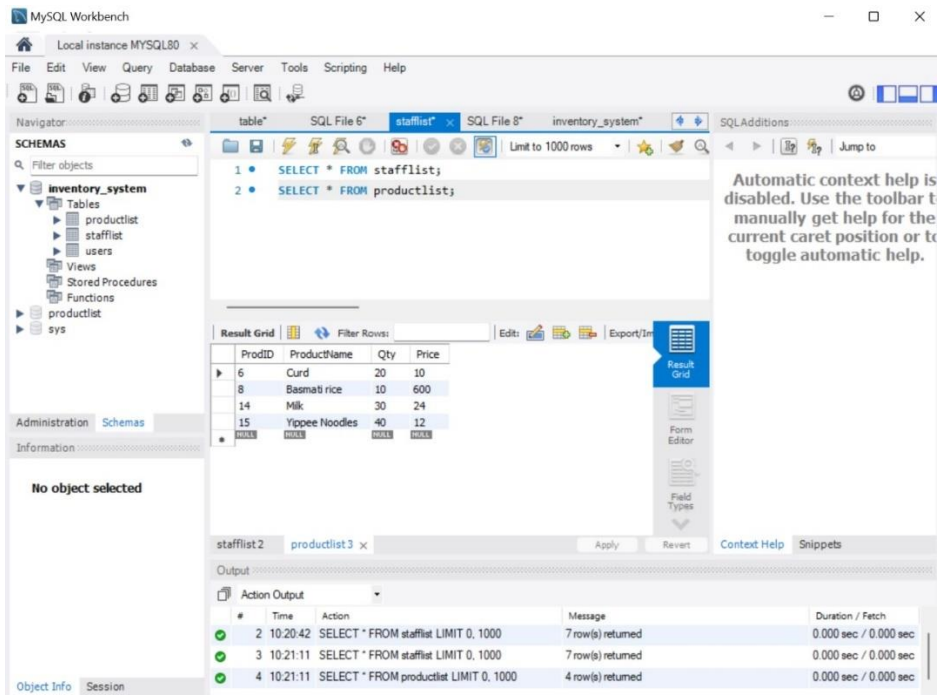 MySQL Workbench
Local instance MYSQL80
File Edit View Query Database Server Tools Scripting Help
Navigator
SCHEMAS
Filter objects
inventory_system
Tables
productlist
stafflist
users
Views
Stored Procedures
Functions
productlist
sys
Administration Schemas
Information
No object selected
Object Info Session
table* SQL File 6* stafflist* SQL File 8* inventory_system*
Limit to 1000 rows
1 SELECT * FROM stafflist;
2 SELECT * FROM productlist;
Result Grid Filter Rows: Edit: Export/Im
ProdID ProductName Qty Price
6 Curd 20 10
8 Basmati rice 10 600
14 Milk 30 24
15 Yippee Noodles 40 12
NULL NULL NULL NULL
Result
Grid
Form
Editor
Field
Types
stafflist 2 productlist 3 Apply Revert
SQLAdditions
Jump to
Automatic context help is
disabled. Use the toolbar t
manually get help for the
current caret position or to
toggle automatic help.
Context Help Snippets
Output
Action Output
# Time Action Message Duration / Fetch
2 10:20:42 SELECT * FROM stafflist LIMIT 0, 1000 7 row(s) returned 0.000 sec / 0.000 sec
3 10:21:11 SELECT * FROM stafflist LIMIT 0, 1000 7 row(s) returned 0.000 sec / 0.000 sec
4 10:21:11 SELECT * FROM productlist LIMIT 0, 1000 4 row(s) returned 0.000 sec / 0.000 sec